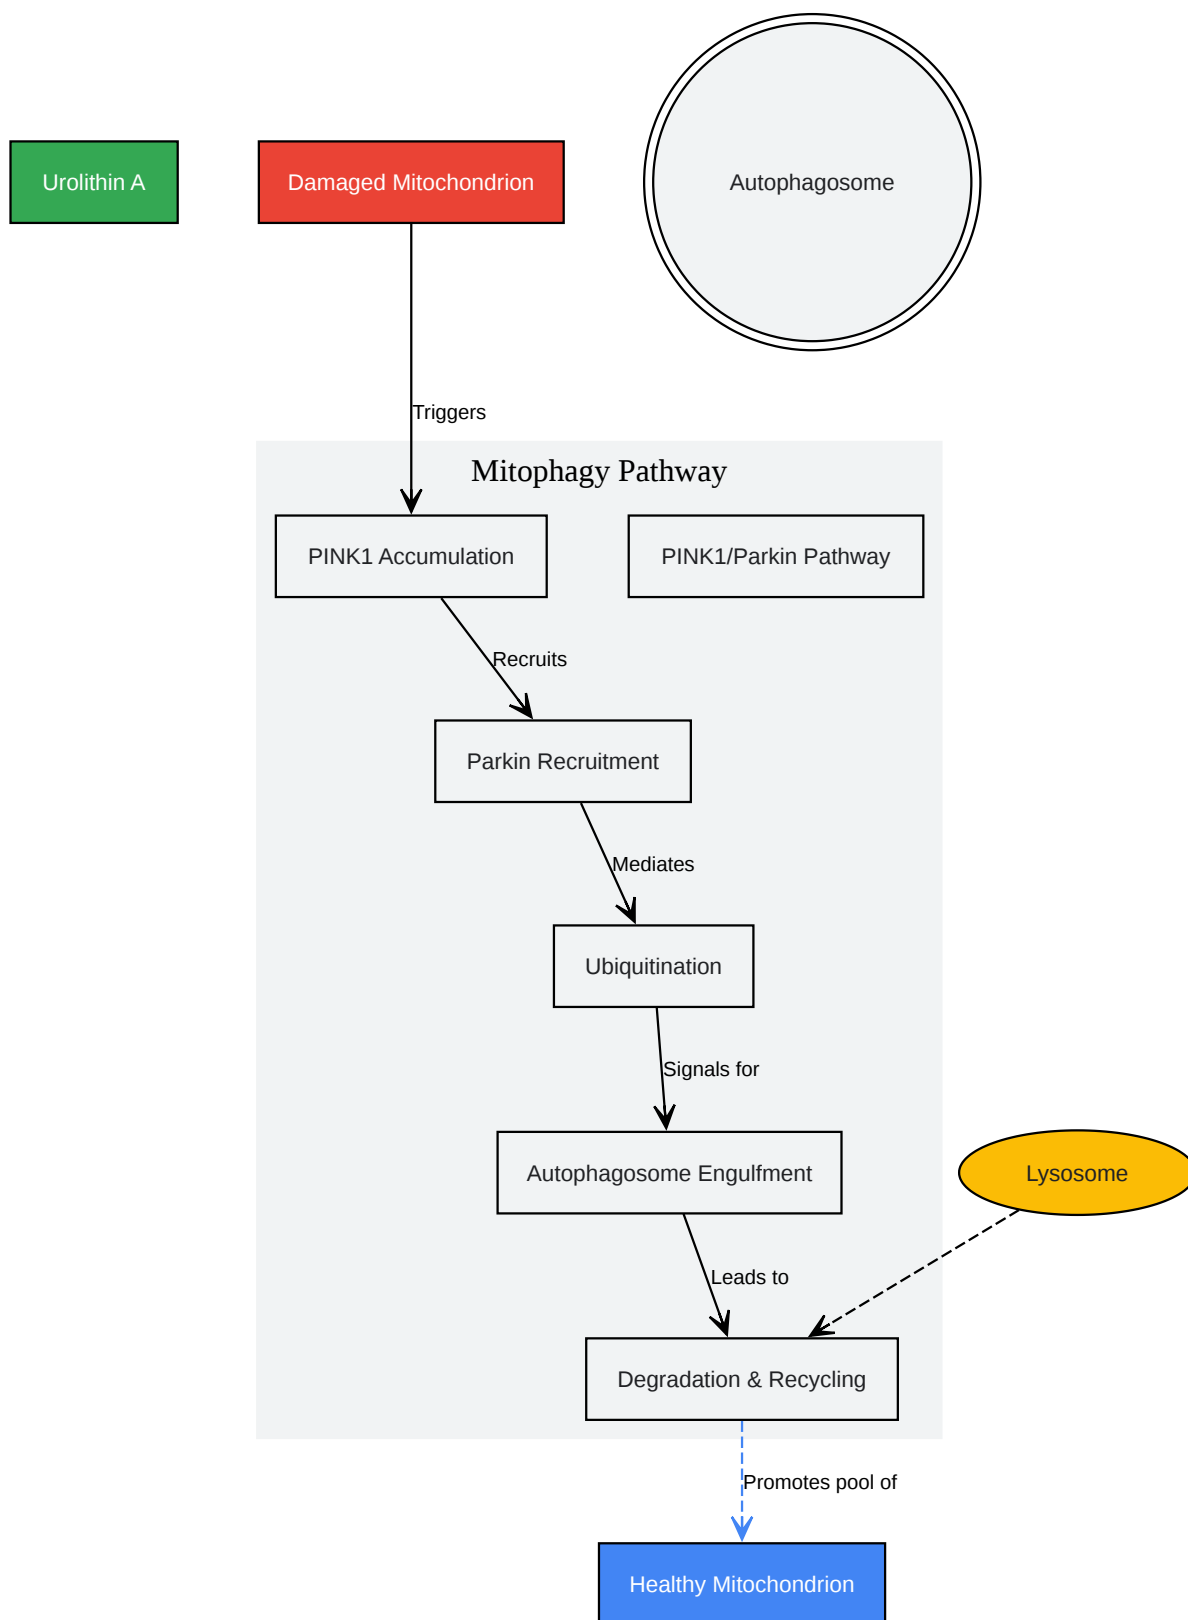 Urolithin A
Damaged Mitochondrion
Autophagosome
Triggers
Mitophagy Pathway
PINK1 Accumulation
PINK1/Parkin Pathway
Recruits
Parkin Recruitment
Mediates
Ubiquitination
Signals for
Autophagosome Engulfment
Lysosome
Leads to
Degradation & Recycling
Promotes pool of
Healthy Mitochondrion